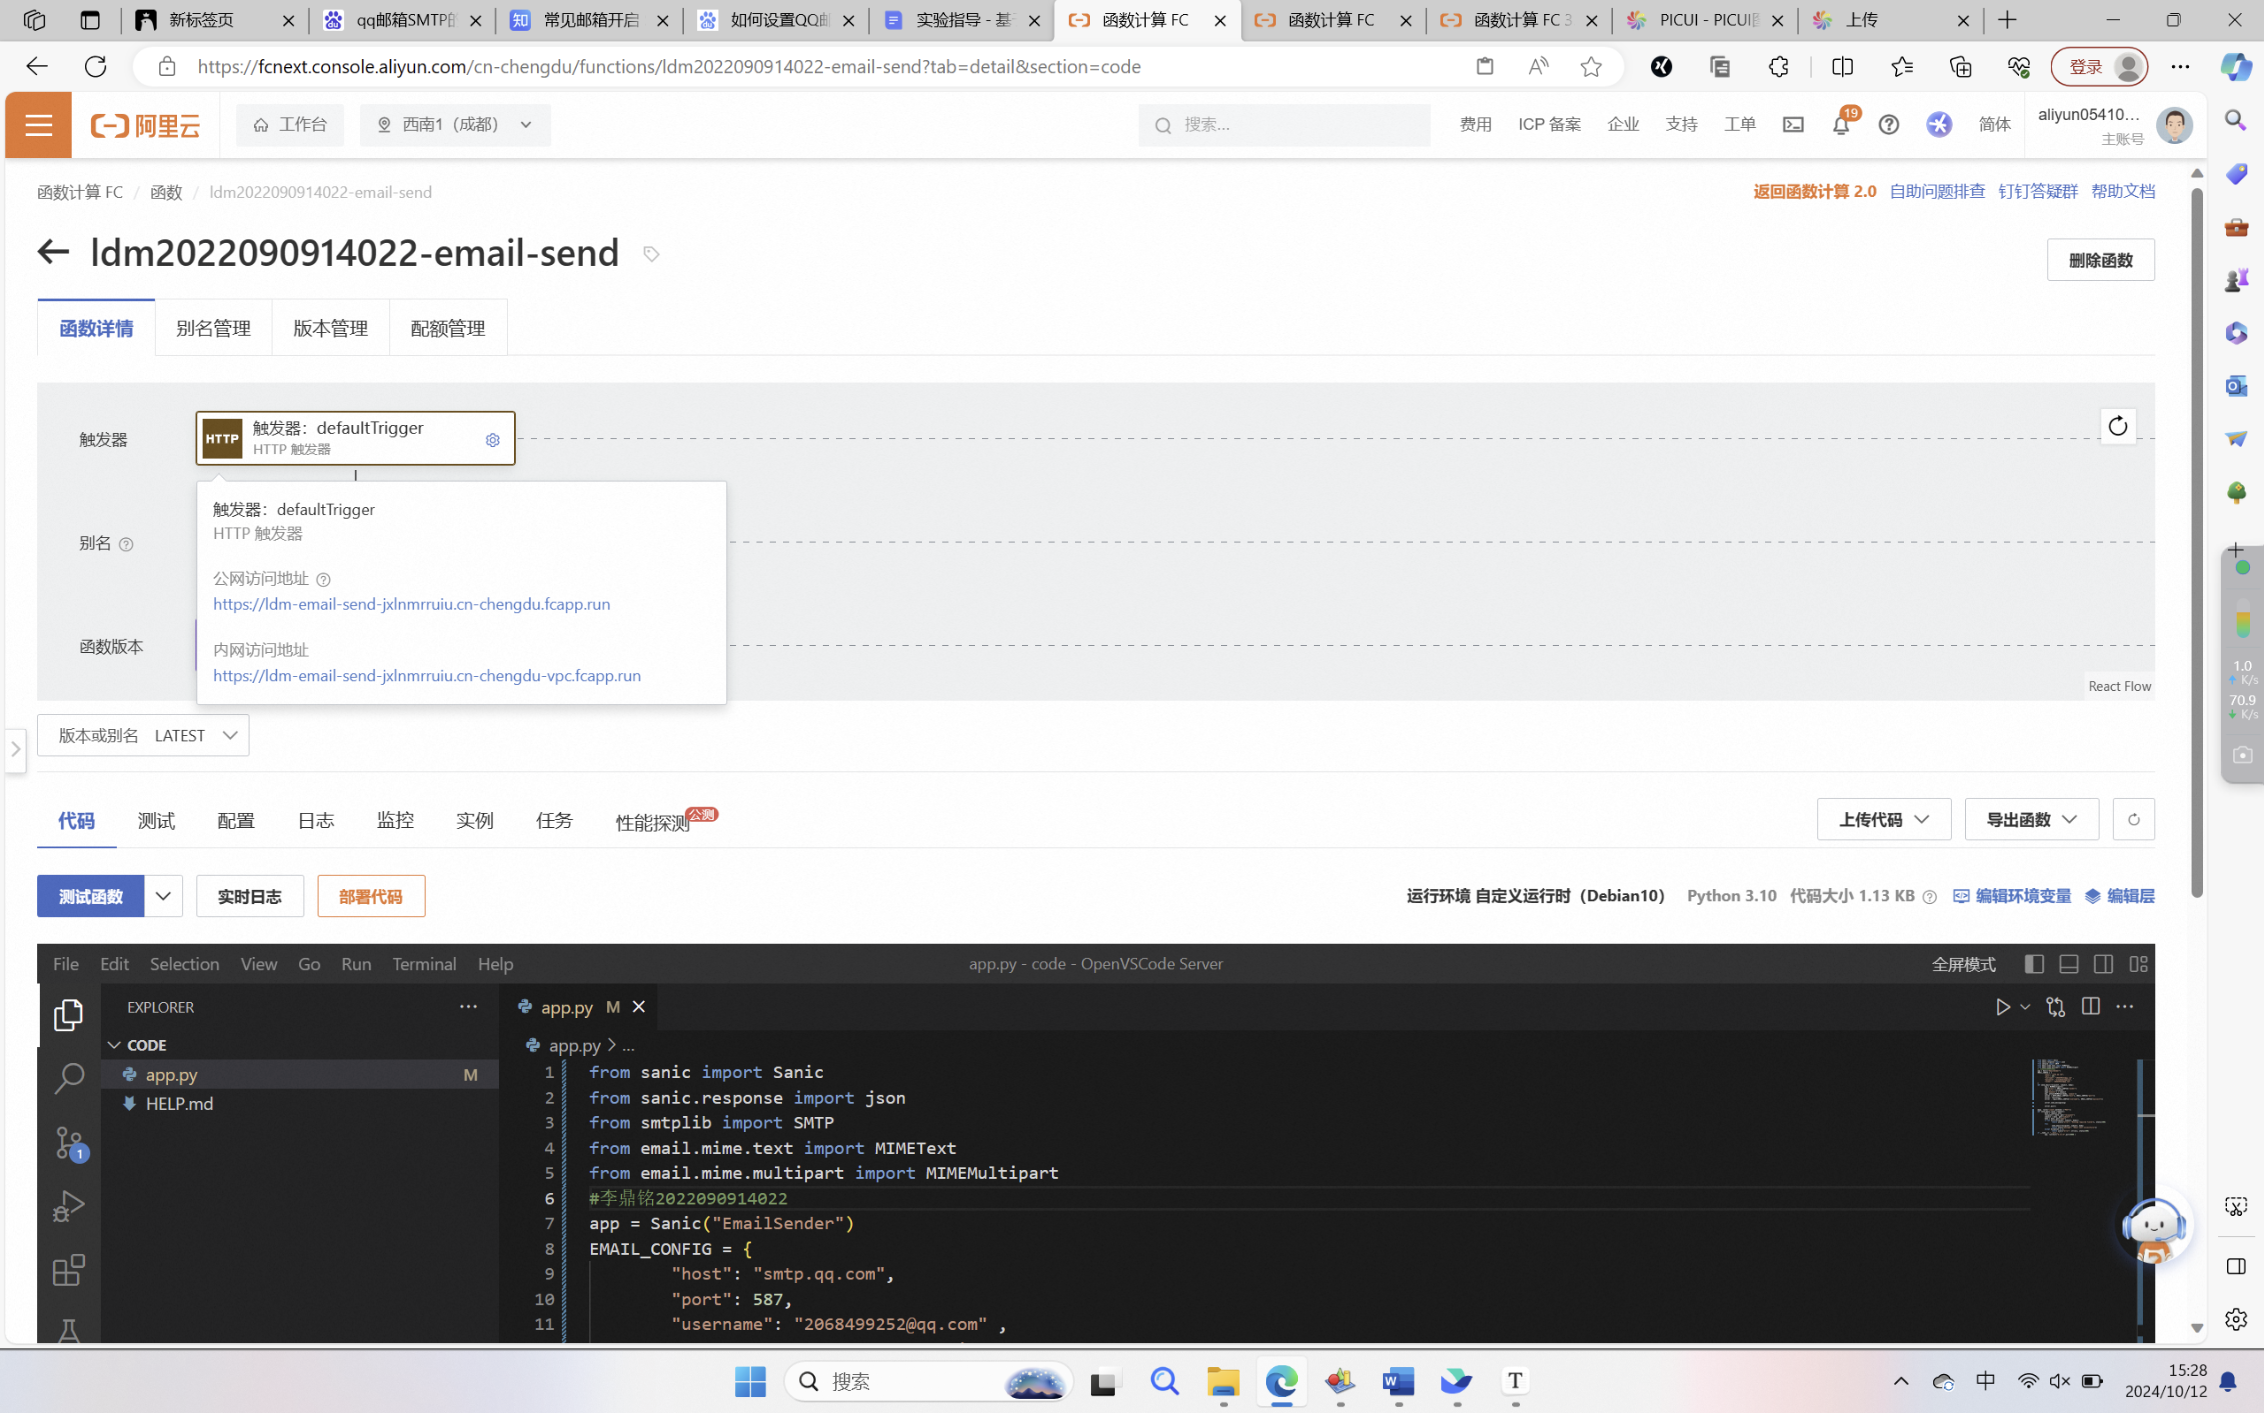 新标签页
qq邮箱SMTP的
知 常见邮箱开启
如何设置QQ邮
实验指导 - 基于
函数计算 FC
函数计算 FC
函数计算 FC 3
PICUI - PICUI图
上传
https://fcnext.console.aliyun.com/cn-chengdu/functions/ldm2022090914022-email-send?tab=detail&section=code
登录
阿里云
工作台
西南1（成都）
搜索...
费用
ICP 备案
企业
支持
工单
19
简体
aliyun05410...
主账号
函数计算 FC / 函数 / ldm2022090914022-email-send
返回函数计算 2.0 自助问题排查 钉钉答疑群 帮助文档
ldm2022090914022-email-send
删除函数
函数详情
别名管理
版本管理
配额管理
触发器
HTTP
触发器：defaultTrigger
HTTP 触发器
触发器：defaultTrigger
HTTP 触发器
别名
公网访问地址
https://ldm-email-send-jxlnmrruiu.cn-chengdu.fcapp.run
函数版本
内网访问地址
https://ldm-email-send-jxlnmrruiu.cn-chengdu-vpc.fcapp.run
React Flow
1.0
K/s
70.9
K/s
版本或别名 LATEST
代码
测试
配置
日志
监控
实例
任务
性能探测
公测
上传代码
导出函数
测试函数
实时日志
部署代码
运行环境 自定义运行时（Debian10） Python 3.10 代码大小 1.13 KB
编辑环境变量
编辑层
File Edit Selection View Go Run Terminal Help
app.py - code - OpenVSCode Server
全屏模式
EXPLORER
app.py M
CODE
app.py M
HELP.md
1
app.py > ...
1 from sanic import Sanic
2 from sanic.response import json
3 from smtplib import SMTP
4 from email.mime.text import MIMEText
5 from email.mime.multipart import MIMEMultipart
6 #李鼎铭2022090914022
7 app = Sanic("EmailSender")
8 EMAIL_CONFIG = {
9 "host": "smtp.qq.com",
10 "port": 587,
11 "username": "2068499252@qq.com" ,
搜索
W
T
中
15:28
2024/10/12